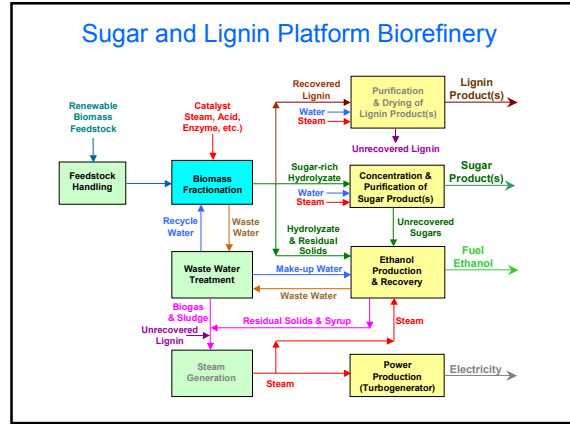 Sugar and Lignin Platform Biorefinery
Renewable
Biomass
Feedstock
Catalyst
Steam, Acid,
Enzyme, etc.)
Recovered
Lignin
Water
Steam
Purification
& Drying of
Lignin Product(s)
Lignin
Product(s)
Unrecovered Lignin
Feedstock
Handling
Biomass
Fractionation
Sugar-rich
Hydrolyzate
Water
Steam
Concentration &
Purification of
Sugar Product(s)
Sugar
Product(s)
Recycle
Water
Waste
Water
Hydrolyzate
& Residual
Solids
Unrecovered
Sugars
Waste Water
Treatment
Make-up Water
Waste Water
Ethanol
Production
& Recovery
Fuel
Ethanol
Biogas
& Sludge
Unrecovered
Lignin
Residual Solids & Syrup
Steam
Steam
Generation
Steam
Power
Production
(Turbogenerator)
Electricity